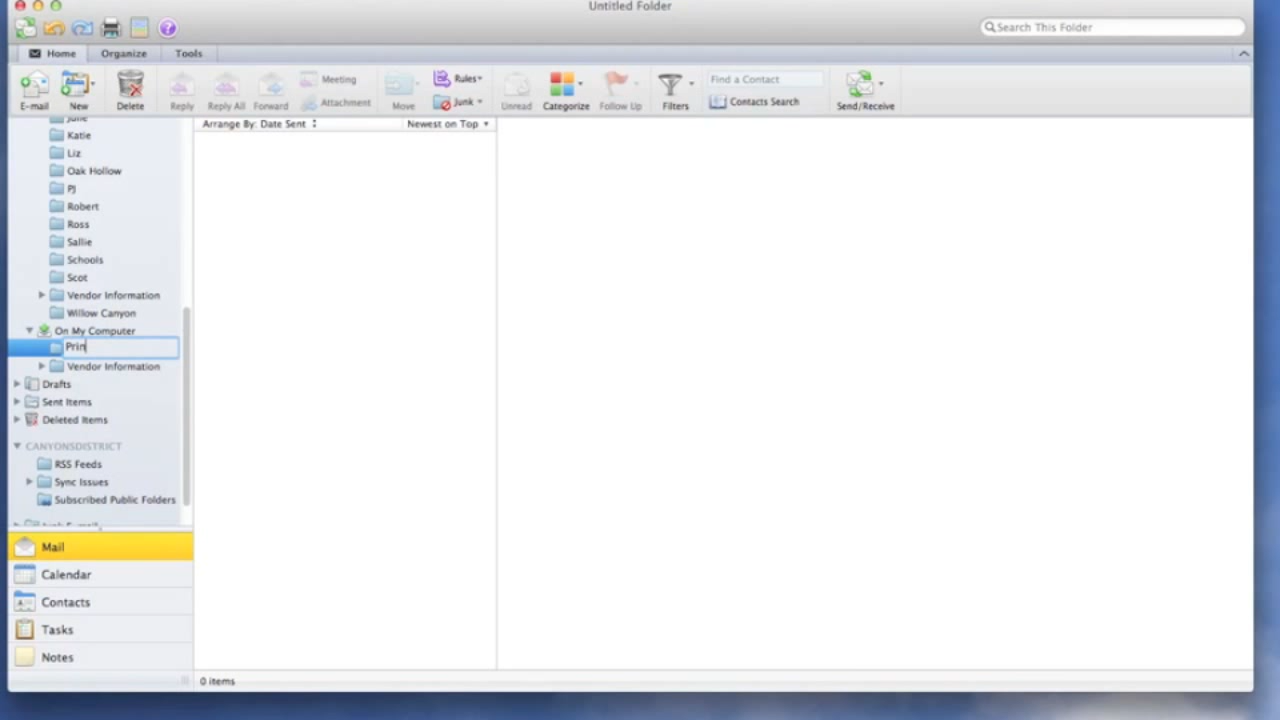 Untitled Folder
Search This Folder
Home Organize Tools
E-mail New Delete Reply Reply All Forward Meeting Attachment Move Rules Junk Unread Categorize Follow Up Filters Find a Contact Contacts Search Send/Receive
Arrange By: Date Sent Newest on Top
Julie
Katie
Liz
Oak Hollow
PJ
Robert
Ross
Sallie
Schools
Scot
Vendor Information
Willow Canyon
On My Computer
Prin
Vendor Information
Drafts
Sent Items
Deleted Items
CANYONSDISTRICT
RSS Feeds
Sync Issues
Subscribed Public Folders
Junk E-mail
Mail
Calendar
Contacts
Tasks
Notes
0 items